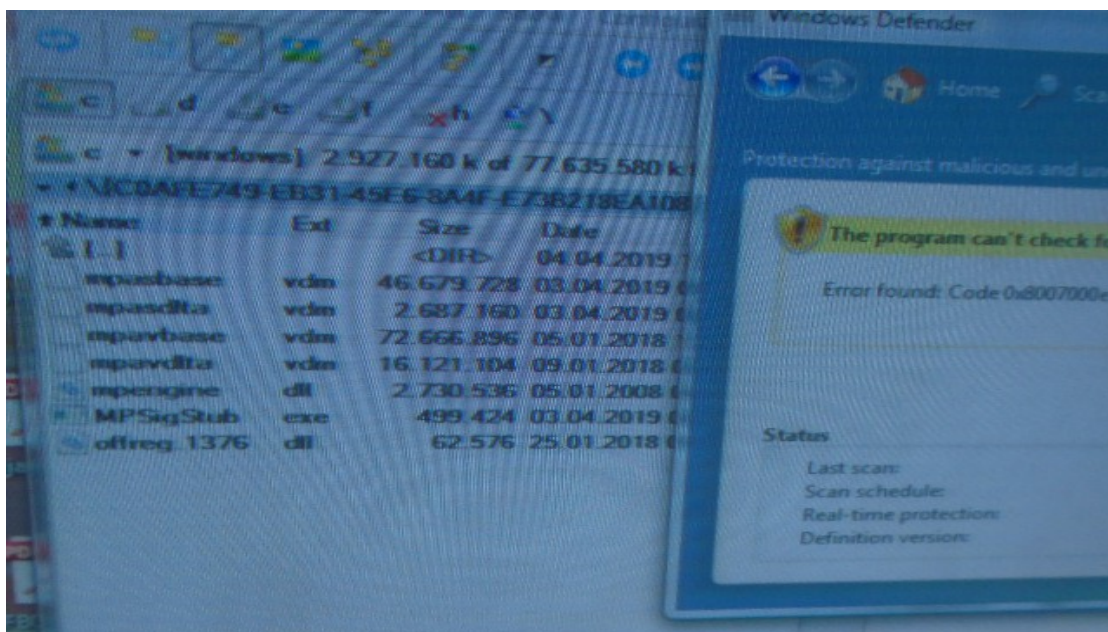 Windows Defender
c d e f h \
Home
c [windows] 2.927.160 k of 77.635.580 k
Protection against malicious and
Name Ext Size Date
[..] <DIR> 04.04.2019
mpasbase vdm 46.679.728 03.04.2019
mpasdlta vdm 2.687.160 03.04.2019
mpavbase vdm 72.666.896 05.01.2018
mpavdlta vdm 16.121.104 09.01.2018
mpengine dll 2.730.536 05.01.2008
MPSigStub exe 499.424 03.04.2019
offreg.1376 dll 62.576 25.01.2018
The program can't check
Error found: Code 0x8007000e
Status
Last scan:
Scan schedule:
Real-time protection:
Definition version: